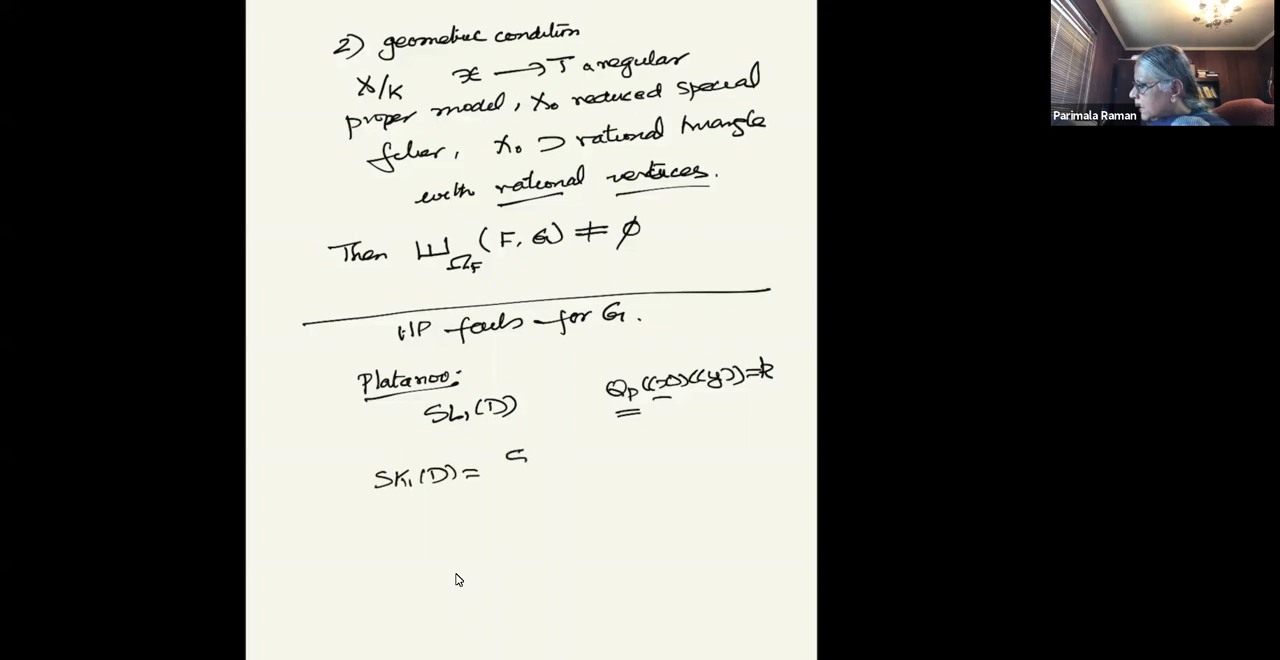 2) geometric condition
X/K 𝒳 → T a regular
proper model, X₀ reduced special
fiber, X₀ ⊃ rational triangle
with rational vertices.
Then Ш_{Ω_F} (F, G) ≠ ∅
HP fails for G.
Platanov:
SL₁(D) Q_p((x))((y)) = k
SK₁(D) = S
Parimala Raman